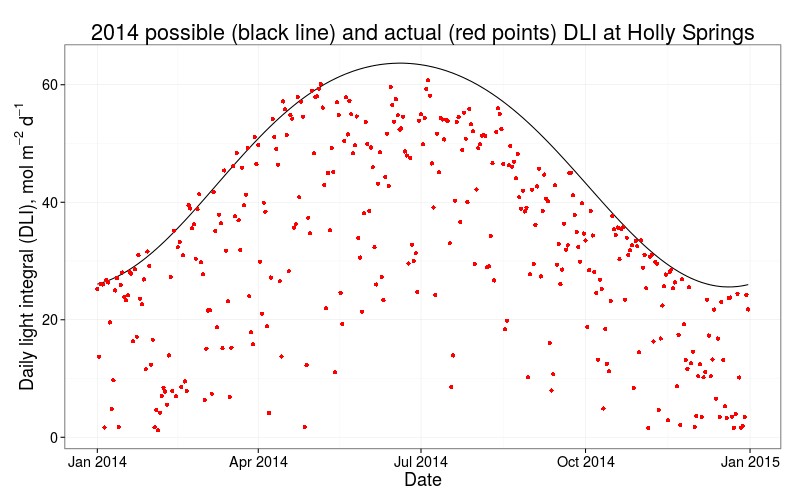 2014 possible (black line) and actual (red points) DLI at Holly Springs
Daily light integral (DLI), mol m⁻² d⁻¹
60
40
20
0
Jan 2014 Apr 2014 Jul 2014 Oct 2014 Jan 2015
Date